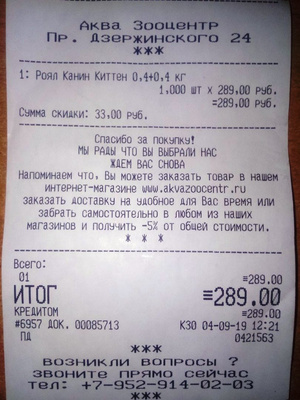 Аква Зооцентр
Пр. Дзержинского 24
***
1: Роял Канин Киттен 0,4+0,4 кг
1,000 шт X 289,00 руб.
=289,00 руб.
Сумма скидки: 33,00 руб.
Спасибо за покупку!
МЫ РАДЫ ЧТО ВЫ ВЫБРАЛИ НАС
ЖДЕМ ВАС СНОВА
Напоминаем что, Вы можете заказать товар в нашем
интернет-магазине www.akvazoocentr.ru
заказать доставку на удобное для Вас время или
забрать самостоятельно в любом из наших
магазинов и получить -5% от общей стоимости.
* * *
Всего:
01 ≡289.00
ИТОГ ≡289.00
КРЕДИТОМ ≡289.00
#6957 ДОК. 00085713 К30 04-09-19 12:21
ПД 0421563
***
возникли вопросы ?
звоните прямо сейчас
тел: +7-952-914-02-03